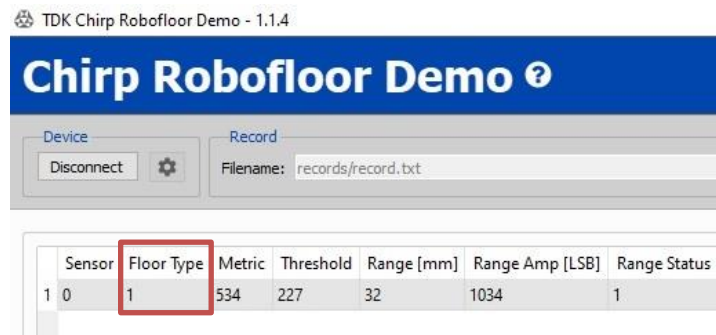 TDK Chirp Robofloor Demo - 1.1.4
Chirp Robofloor Demo ?
Device Record
Disconnect Filename: records/record.txt
Sensor Floor Type Metric Threshold Range [mm] Range Amp [LSB] Range Status
1 0 1 534 227 32 1034 1